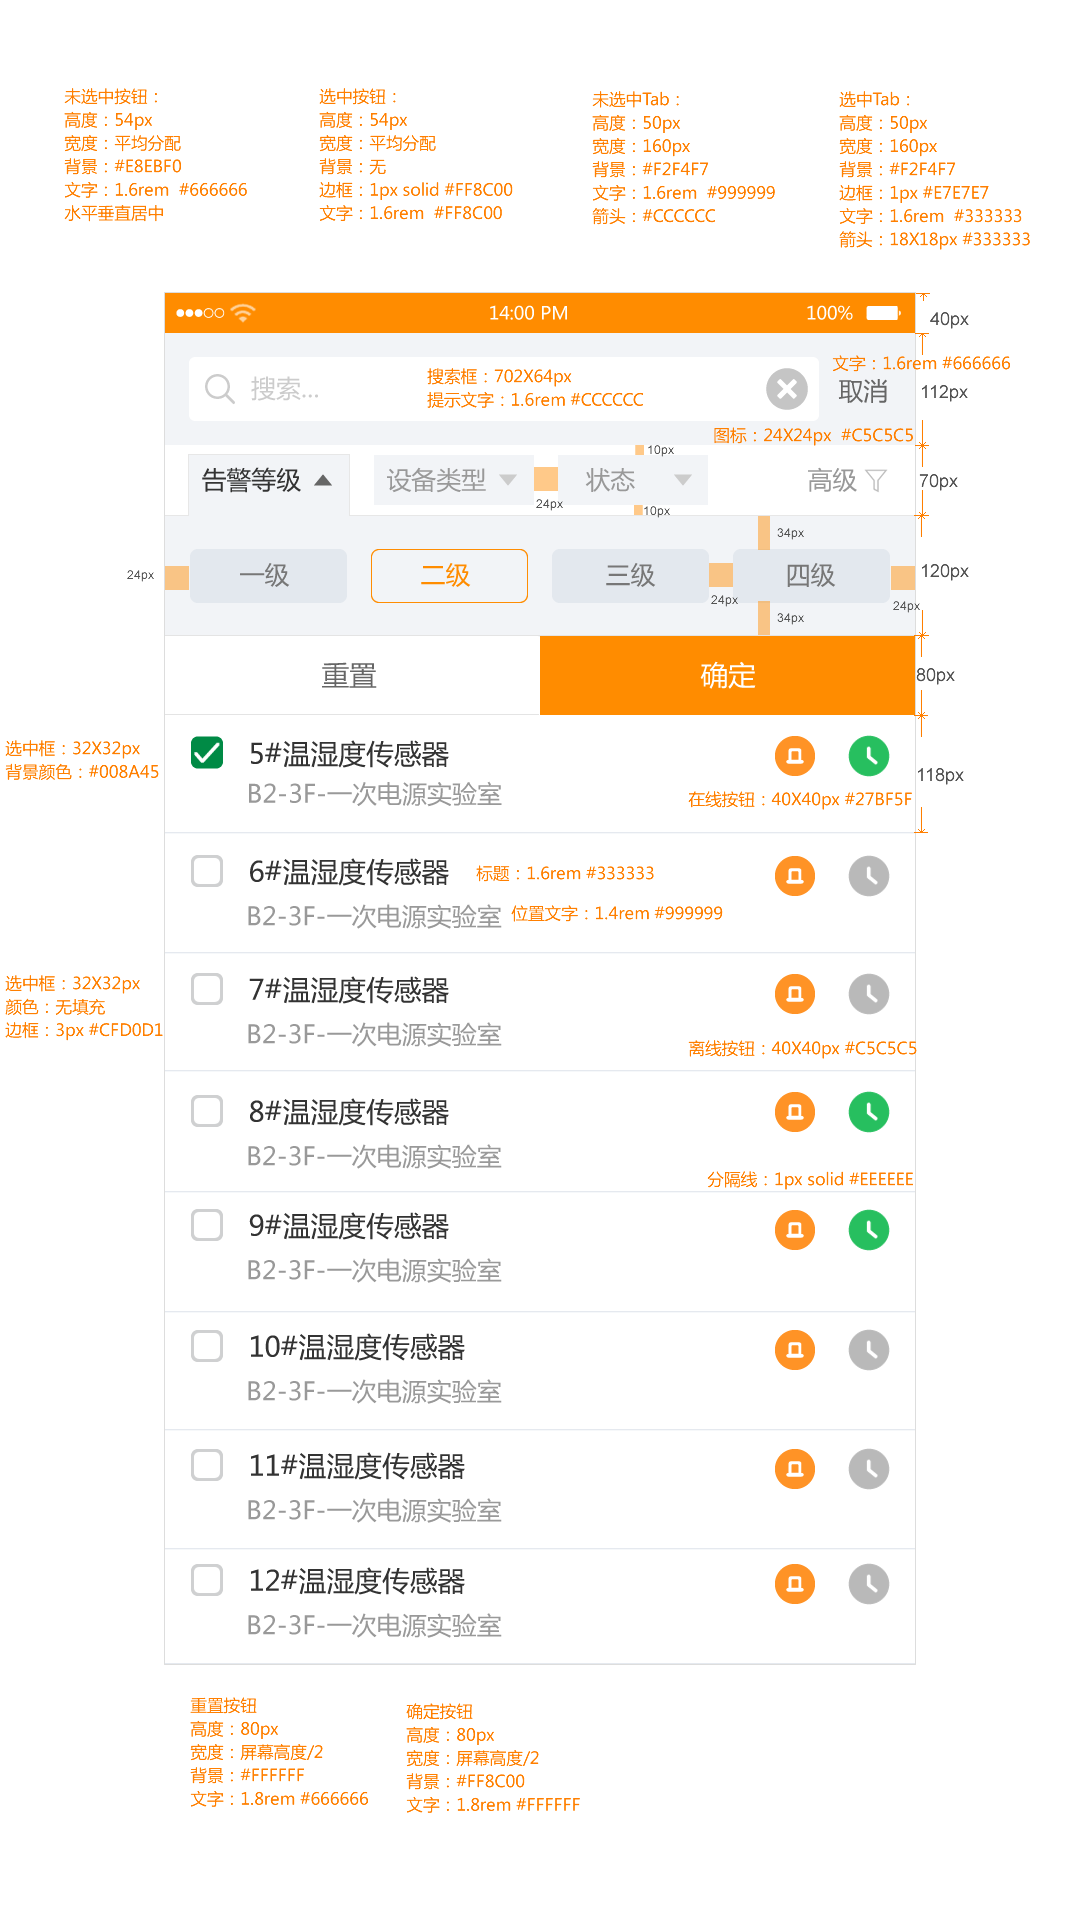 未选中按钮：
高度：54px
宽度：平均分配
背景：#E8EBF0
文字：1.6rem  #666666
水平垂直居中
选中按钮：
高度：54px
宽度：平均分配
背景：无
边框：1px solid #FF8C00
文字：1.6rem  #FF8C00
未选中Tab：
高度：50px
宽度：160px
背景：#F2F4F7
文字：1.6rem  #999999
箭头：#CCCCCC
选中Tab：
高度：50px
宽度：160px
背景：#F2F4F7
边框：1px #E7E7E7
文字：1.6rem  #333333
箭头：18X18px #333333
14:00 PM
100%
40px
搜索...
搜索框：702X64px
提示文字：1.6rem #CCCCCC
文字：1.6rem #666666
取消
112px
图标：24X24px  #C5C5C5
10px
告警等级
设备类型
24px
状态
10px
高级
70px
34px
24px
一级
二级
三级
24px
四级
24px
34px
120px
重置
确定
80px
选中框：32X32px
背景颜色：#008A45
5#温湿度传感器
B2-3F-一次电源实验室
在线按钮：40X40px #27BF5F
118px
6#温湿度传感器
标题：1.6rem #333333
B2-3F-一次电源实验室
位置文字：1.4rem #999999
选中框：32X32px
颜色：无填充
边框：3px #CFD0D1
7#温湿度传感器
B2-3F-一次电源实验室
离线按钮：40X40px #C5C5C5
8#温湿度传感器
B2-3F-一次电源实验室
分隔线：1px solid #EEEEEE
9#温湿度传感器
B2-3F-一次电源实验室
10#温湿度传感器
B2-3F-一次电源实验室
11#温湿度传感器
B2-3F-一次电源实验室
12#温湿度传感器
B2-3F-一次电源实验室
重置按钮
高度：80px
宽度：屏幕高度/2
背景：#FFFFFF
文字：1.8rem #666666
确定按钮
高度：80px
宽度：屏幕高度/2
背景：#FF8C00
文字：1.8rem #FFFFFF